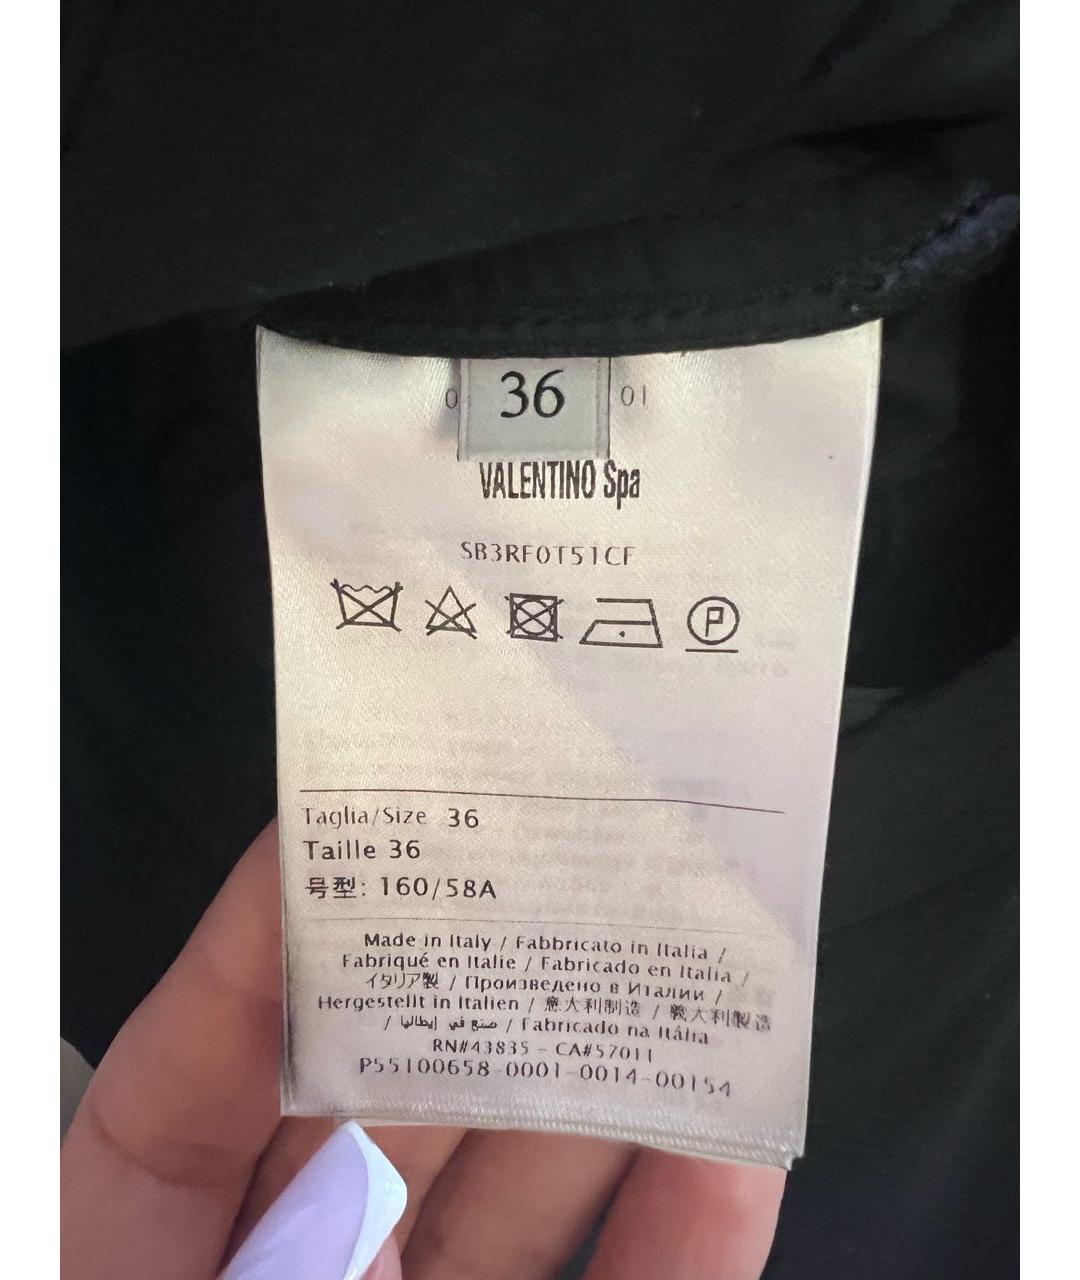 0 36 01
VALENTINO Spa
SB3RF0T51CF
P
Taglia/Size 36
Taille 36
号型: 160/58A
Made in Italy / Fabbricato in Italia /
Fabriqué en Italie / Fabricado en Italia /
イタリア製 / Произведено в Италии /
Hergestellt in Italien / 意大利制造 / 義大利製造
/ صنع في إيطاليا / Fabricado na Itália
RN#43835 - CA#57011
P55100658-0001-0014-00154